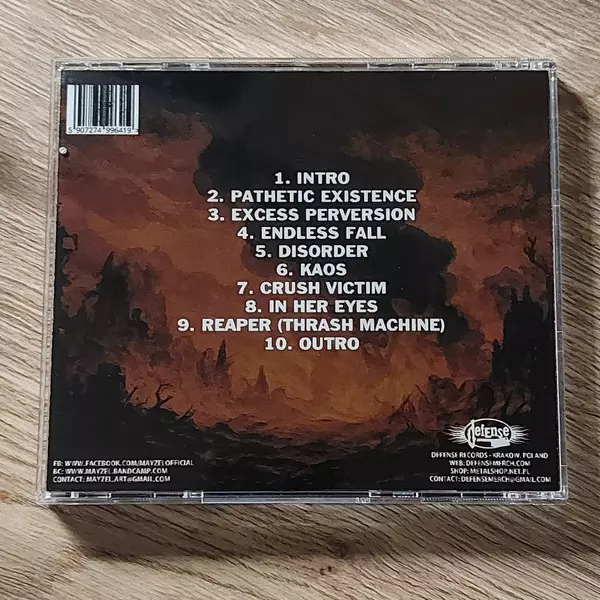 5 907274 996419
1. INTRO
2. PATHETIC EXISTENCE
3. EXCESS PERVERSION
4. ENDLESS FALL
5. DISORDER
6. KAOS
7. CRUSH VICTIM
8. IN HER EYES
9. REAPER (THRASH MACHINE)
10. OUTRO
FB: WWW.FACEBOOK.COM/MAYZELOFFICIAL
BC: WWW.MAYZEL.BANDCAMP.COM
CONTACT: MAYZEL.ART@GMAIL.COM
defense
DEFENSE RECORDS - KRAKOW, POLAND
WEB: DEFENSEMERCH.COM
SHOP: METALSHOP.NET.PL
CONTACT: DEFENSEMERCH@GMAIL.COM